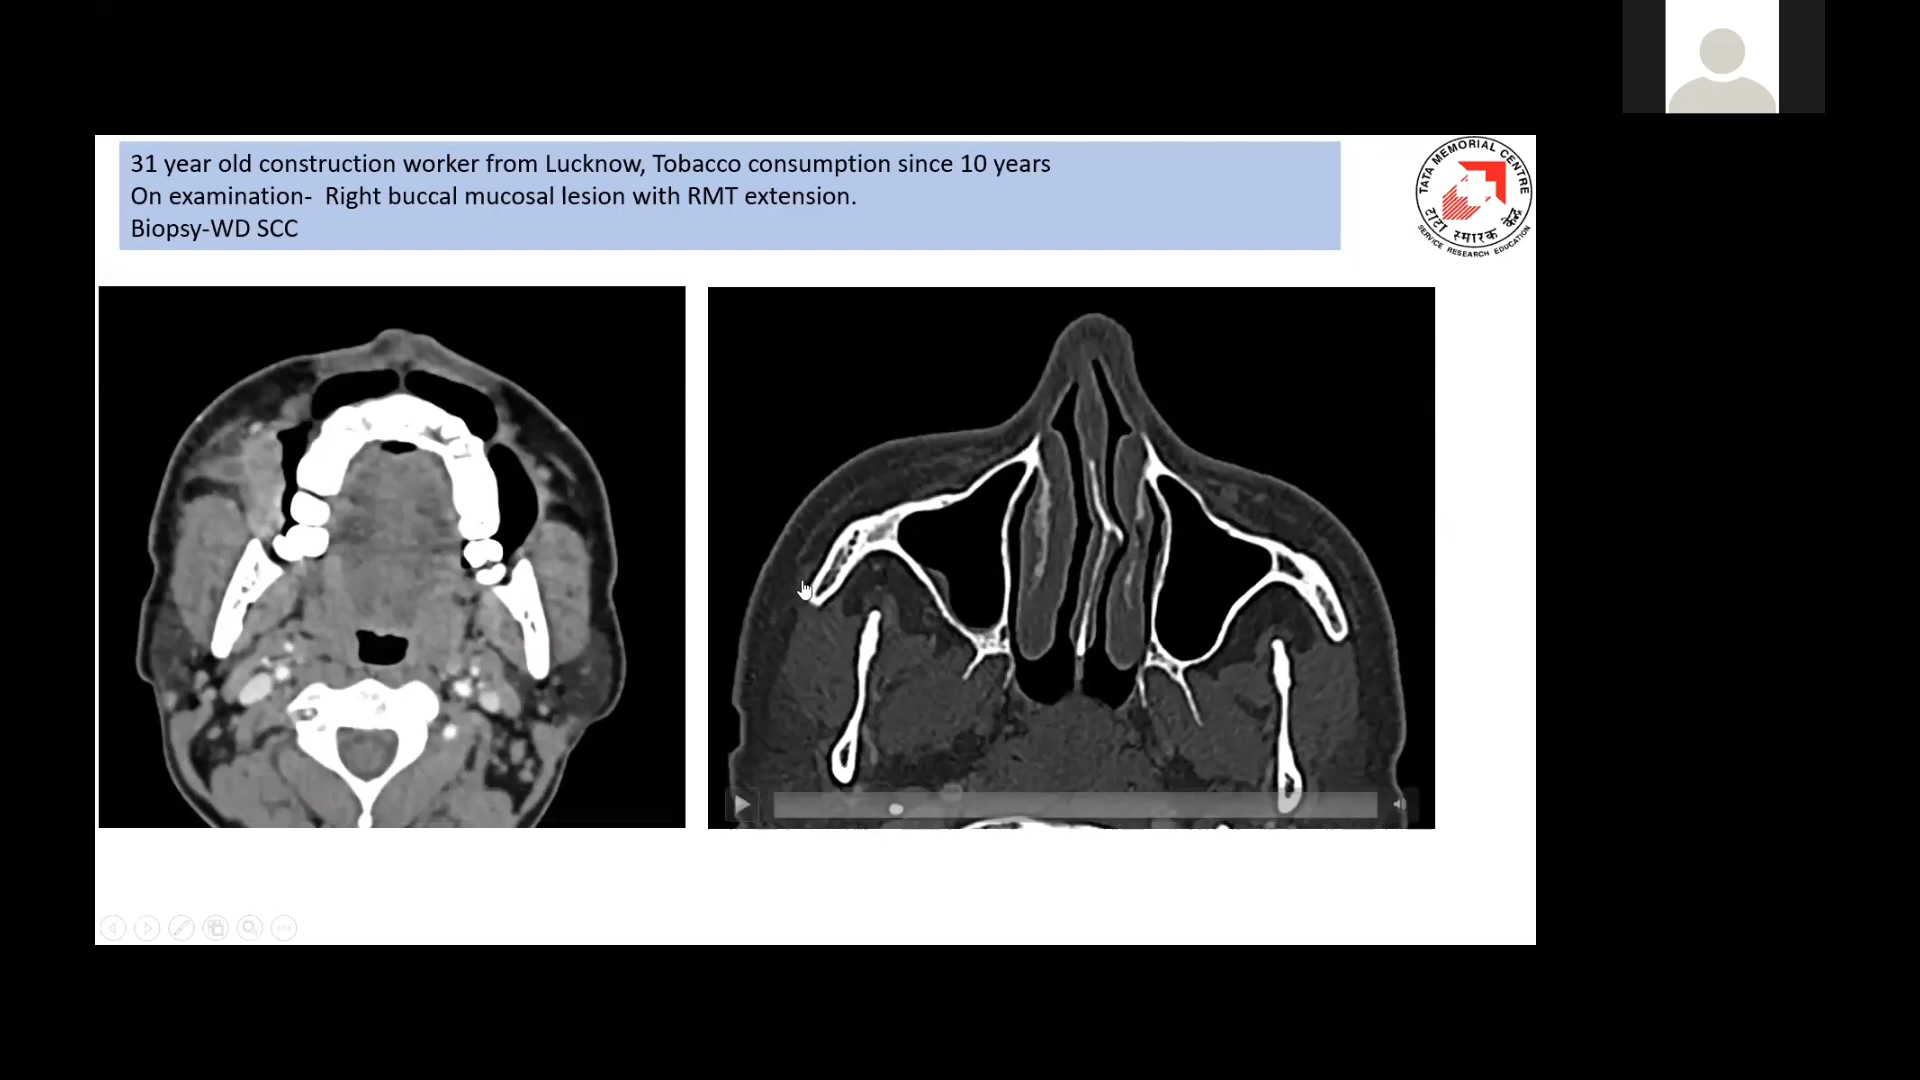 31 year old construction worker from Lucknow, Tobacco consumption since 10 years
On examination-  Right buccal mucosal lesion with RMT extension.
Biopsy-WD SCC
TATA MEMORIAL CENTRE
टाटा स्मारक केंद्र
SERVICE RESEARCH EDUCATION